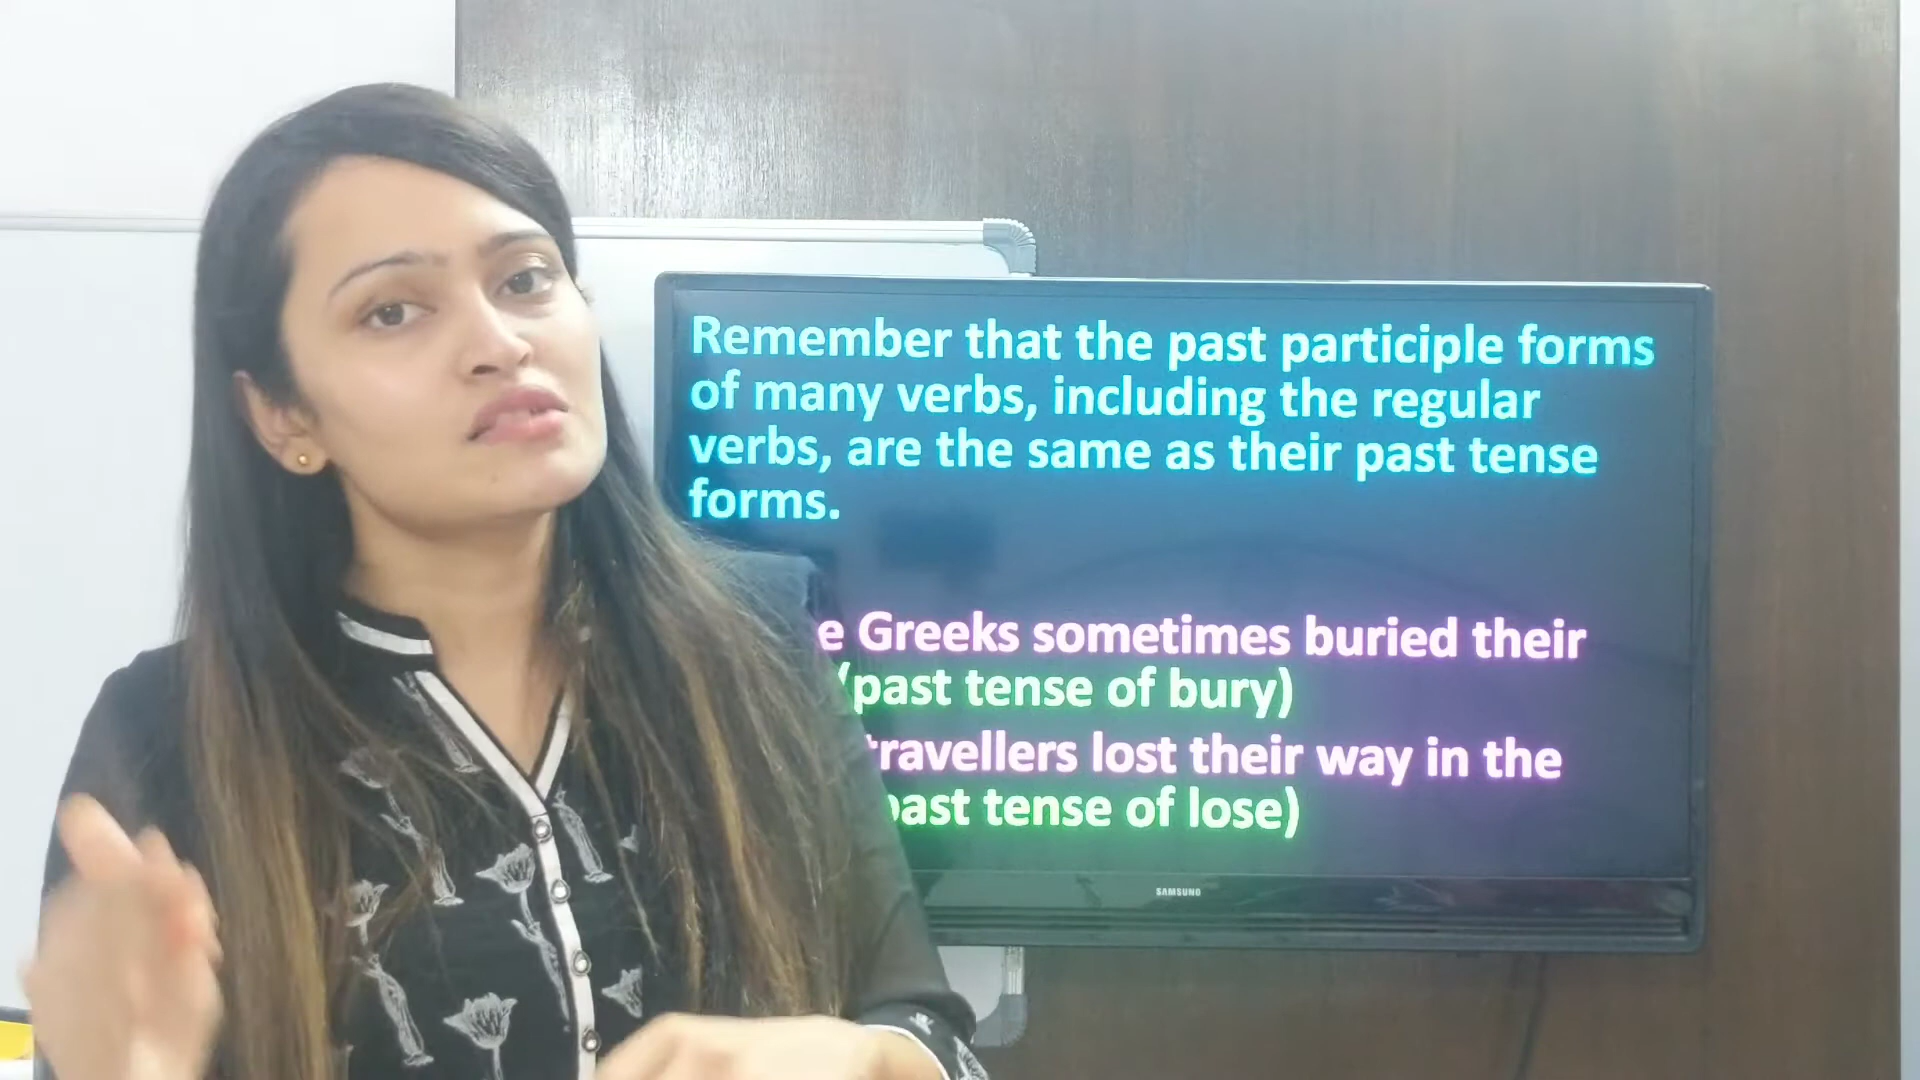 Remember that the past participle forms
of many verbs, including the regular
verbs, are the same as their past tense
forms.
Greeks sometimes buried their
(past tense of bury)
travellers lost their way in the
past tense of lose)
SAMSUNG